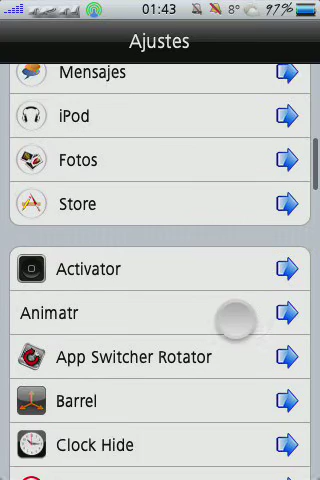 01:43 8° 97%
Ajustes
Mensajes
iPod
Fotos
Store
Activator
Animatr
App Switcher Rotator
Barrel
Clock Hide